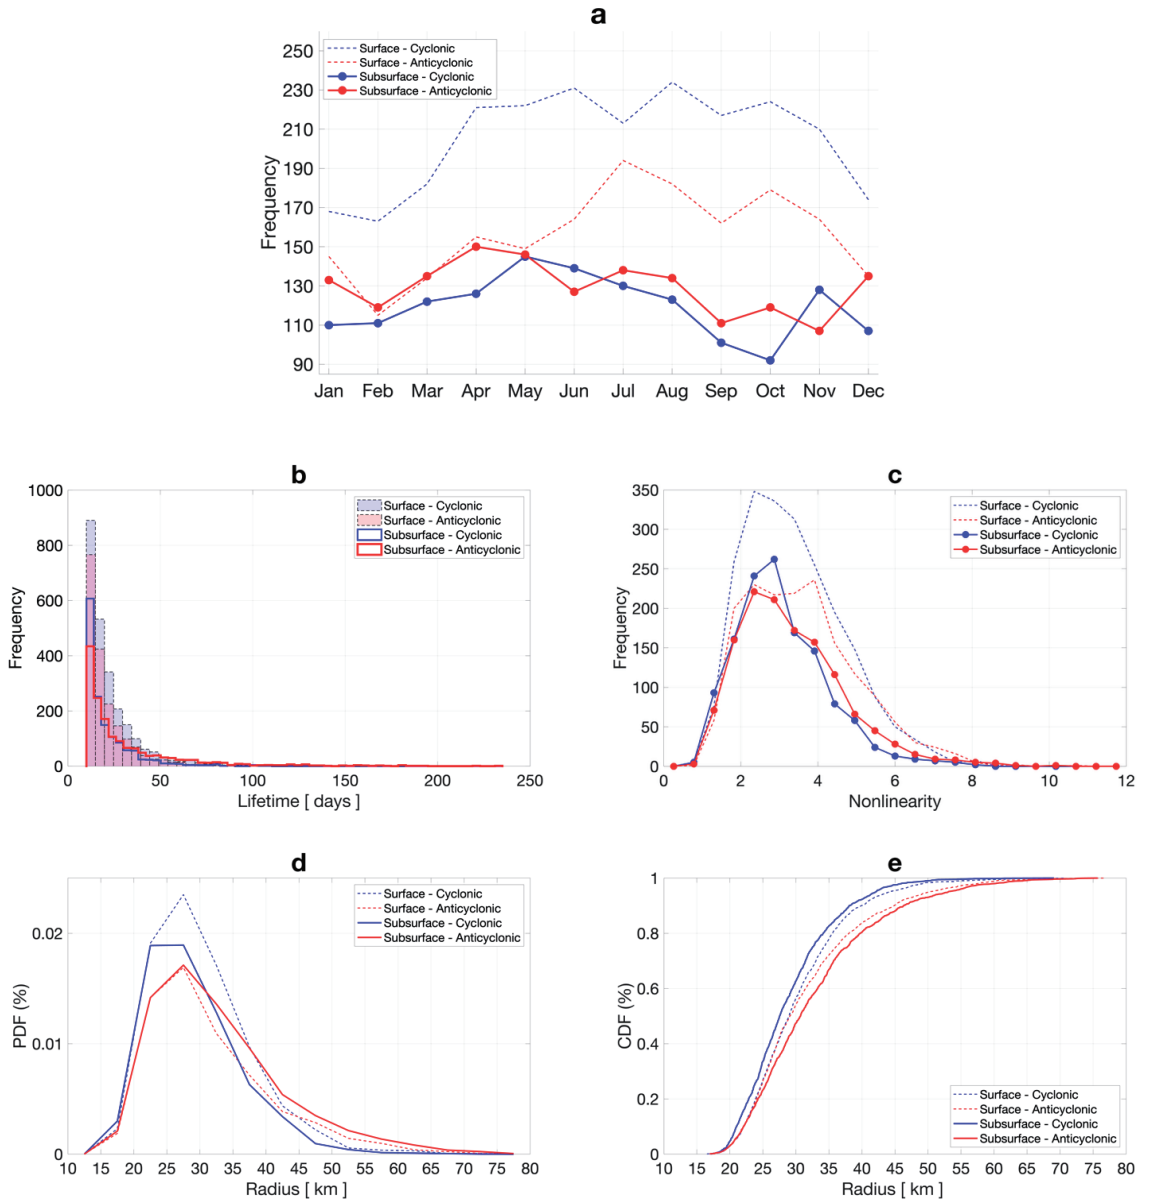 a
Surface - Cyclonic
Surface - Anticyclonic
Subsurface - Cyclonic
Subsurface - Anticyclonic
250
230
210
190
170
150
130
110
90
Frequency
Jan Feb Mar Apr May Jun Jul Aug Sep Oct Nov Dec
b
Surface - Cyclonic
Surface - Anticyclonic
Subsurface - Cyclonic
Subsurface - Anticyclonic
1000
800
600
400
200
0
Frequency
0 50 100 150 200 250
Lifetime [ days ]
c
Surface - Cyclonic
Surface - Anticyclonic
Subsurface - Cyclonic
Subsurface - Anticyclonic
350
300
250
200
150
100
50
0
Frequency
0 2 4 6 8 10 12
Nonlinearity
d
Surface - Cyclonic
Surface - Anticyclonic
Subsurface - Cyclonic
Subsurface - Anticyclonic
0.02
0.01
0
PDF (%)
10 15 20 25 30 35 40 45 50 55 60 65 70 75 80
Radius [ km ]
e
1
0.8
0.6
0.4
0.2
0
CDF (%)
Surface - Cyclonic
Surface - Anticyclonic
Subsurface - Cyclonic
Subsurface - Anticyclonic
10 15 20 25 30 35 40 45 50 55 60 65 70 75 80
Radius [ km ]